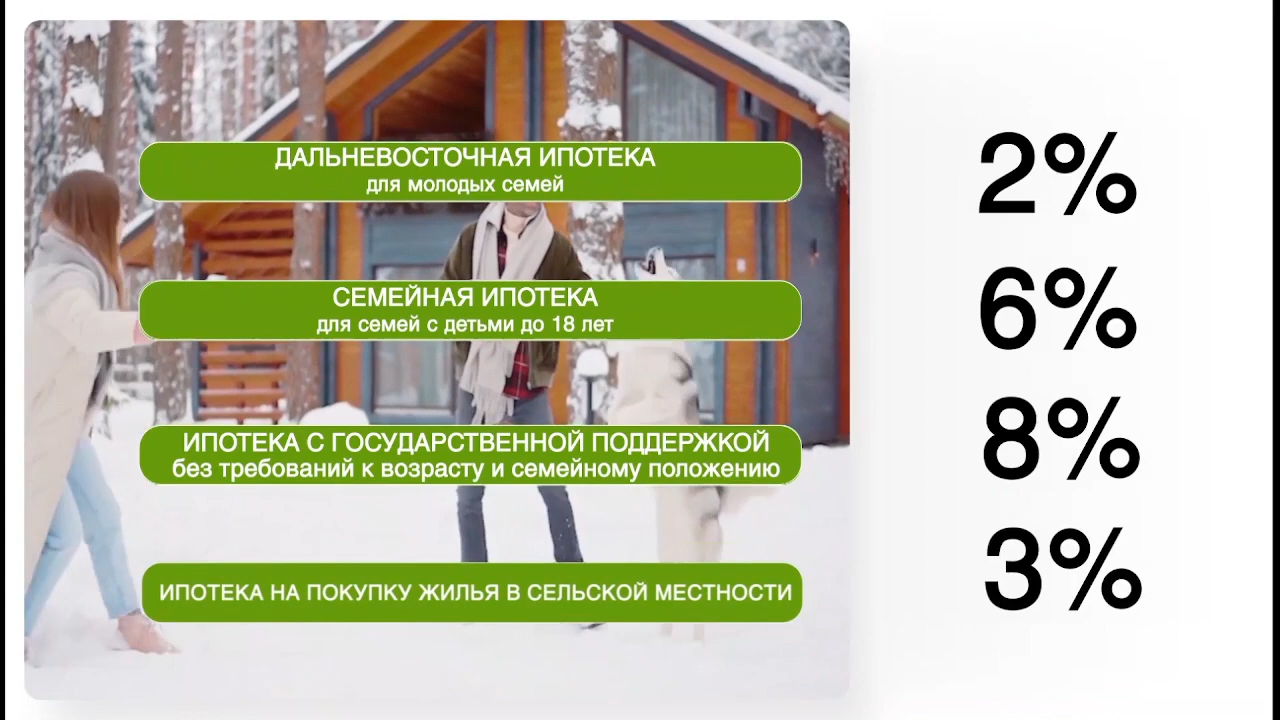 ДАЛЬНЕВОСТОЧНАЯ ИПОТЕКА
для молодых семей
2%
СЕМЕЙНАЯ ИПОТЕКА
для семей с детьми до 18 лет
6%
ИПОТЕКА С ГОСУДАРСТВЕННОЙ ПОДДЕРЖКОЙ
без требований к возрасту и семейному положению
8%
ИПОТЕКА НА ПОКУПКУ ЖИЛЬЯ В СЕЛЬСКОЙ МЕСТНОСТИ
3%